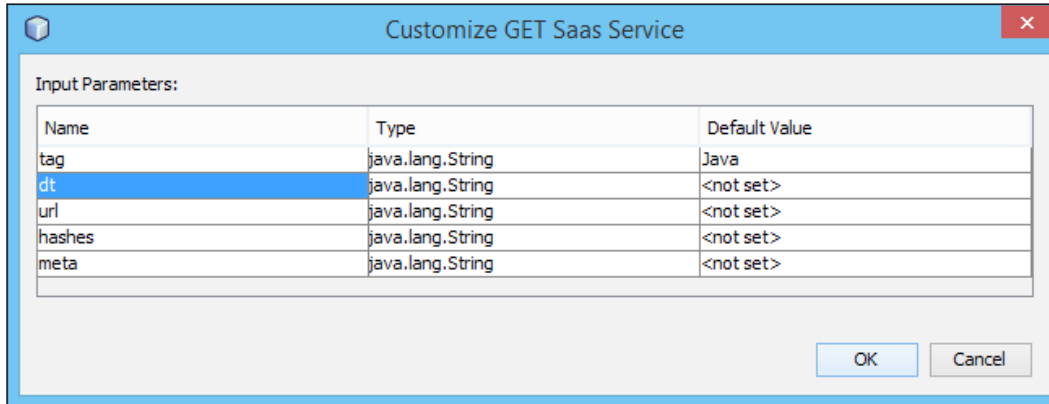 Customize GET Saas Service
×
Input Parameters:
Name Type Default Value
tag java.lang.String Java
dt java.lang.String <not set>
url java.lang.String <not set>
hashes java.lang.String <not set>
meta java.lang.String <not set>
OK Cancel